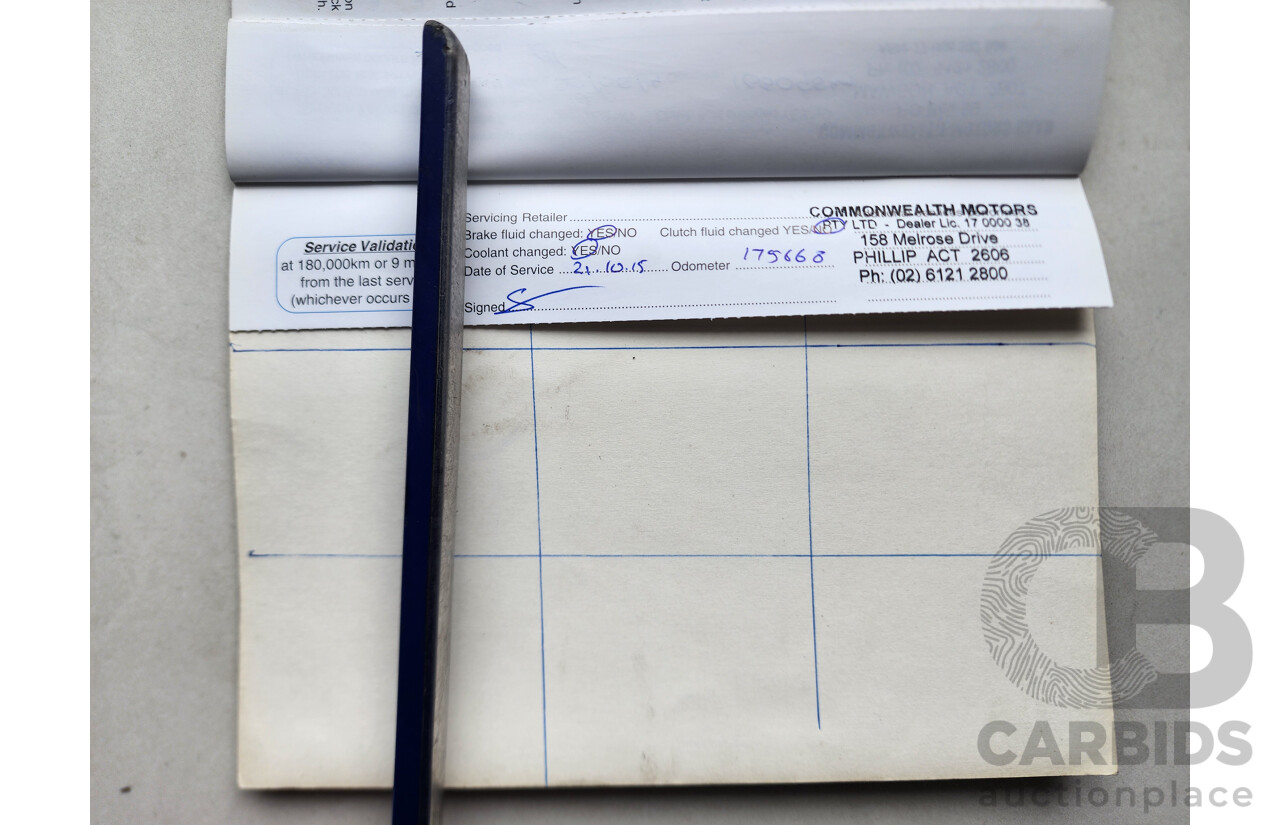 Servicing Retailer
COMMONWEALTH MOTORS
Brake fluid changed: YES/NO Clutch fluid changed YES/NO
PTY LTD - Dealer Lic. 17 0000 38
Service Validatio
Coolant changed: YES/NO
158 Melrose Drive
at 180,000km or 9 m
Date of Service 21.10.15 Odometer 175668
PHILLIP ACT 2606
from the last serv
Ph: (02) 6121 2800
(whichever occurs
Signed
CARBIDS
auctionplace